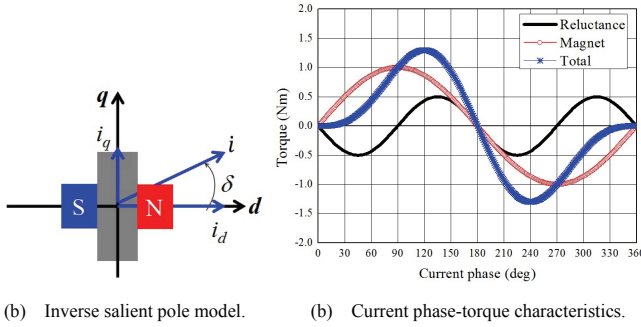 q
i_q
i
δ
S
N
d
i_d
(b) Inverse salient pole model.
2.0
1.5
1.0
0.5
0.0
-0.5
-1.0
-1.5
-2.0
Torque (Nm)
Reluctance
Magnet
Total
0 30 60 90 120 150 180 210 240 270 300 330 360
Current phase (deg)
(b) Current phase-torque characteristics.